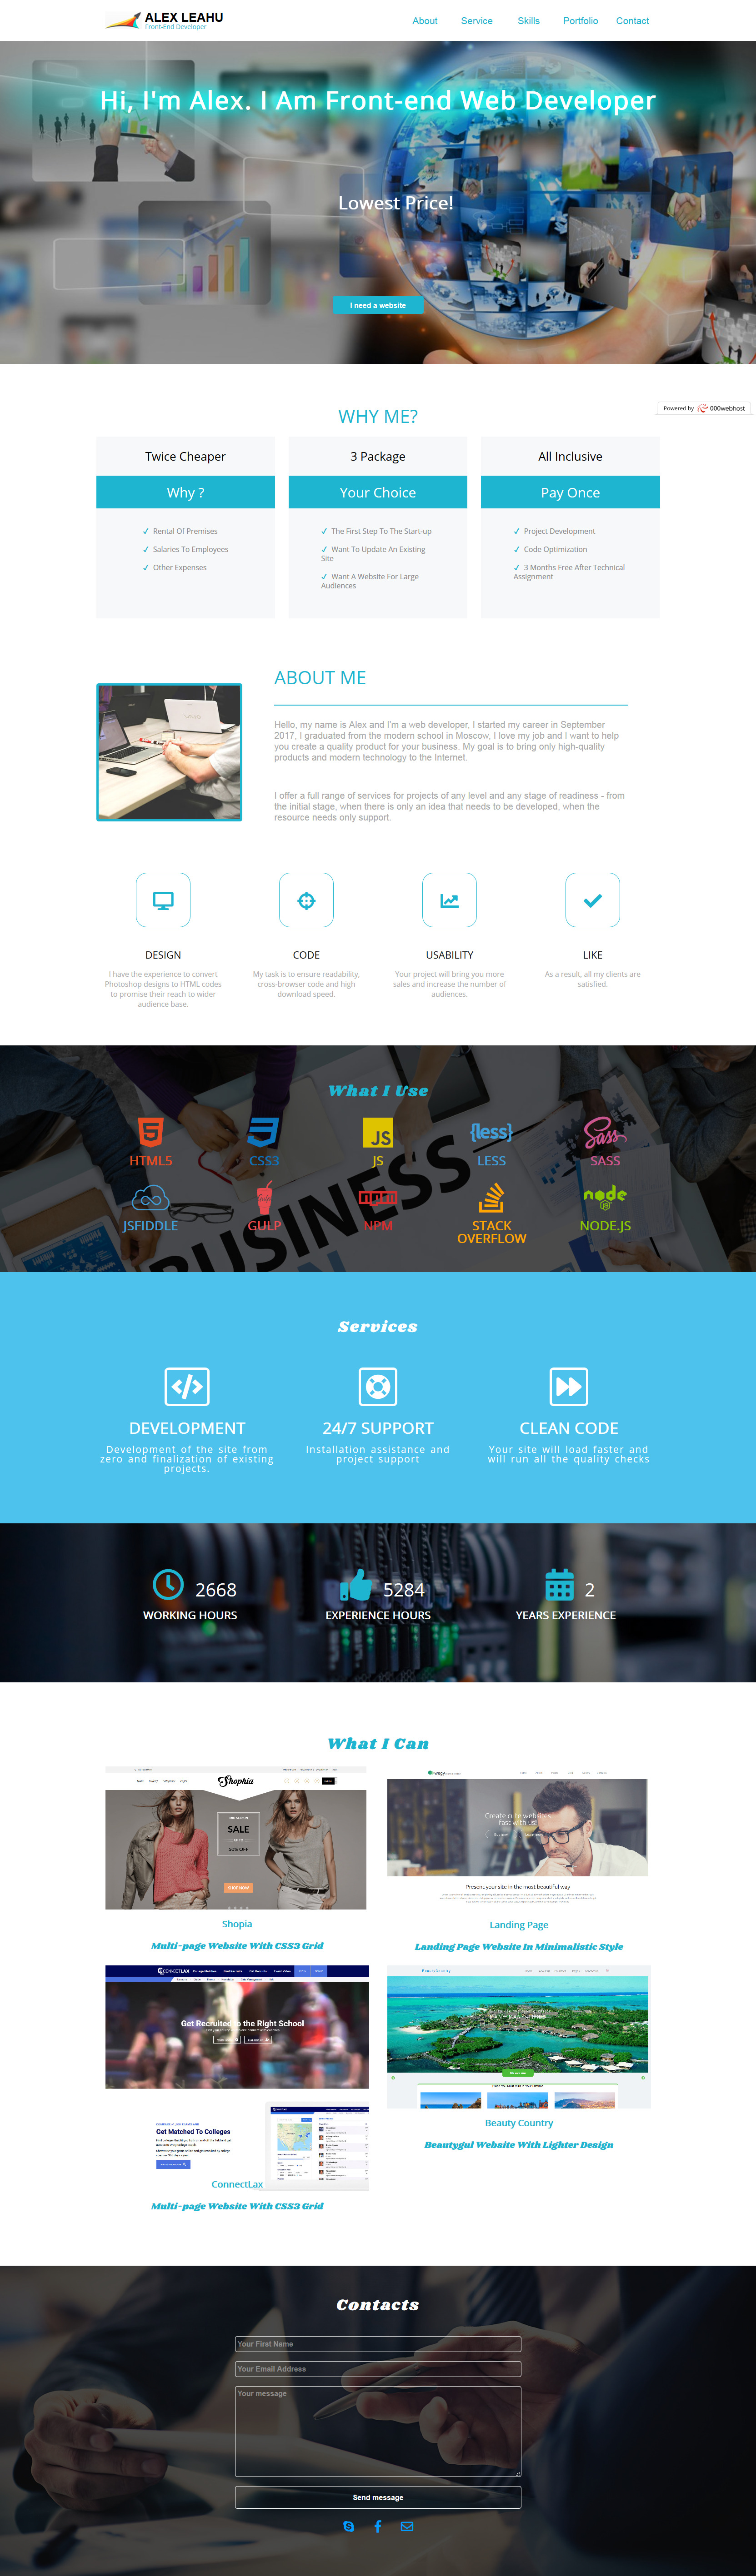 ALEX LEAHU
Front-End Developer
About Service Skills Portfolio Contact
Hi, I'm Alex. I Am Front-end Web Developer
Lowest Price!
I need a website
Powered by 000webhost
WHY ME?
Twice Cheaper
Why ?
Rental Of Premises
Salaries To Employees
Other Expenses
3 Package
Your Choice
The First Step To The Start-up
Want To Update An Existing
Site
Want A Website For Large
Audiences
All Inclusive
Pay Once
Project Development
Code Optimization
3 Months Free After Technical
Assignment
ABOUT ME
Hello, my name is Alex and I'm a web developer, I started my career in September
2017, I graduated from the modern school in Moscow, I love my job and I want to help
you create a quality product for your business. My goal is to bring only high-quality
products and modern technology to the Internet.
I offer a full range of services for projects of any level and any stage of readiness - from
the initial stage, when there is only an idea that needs to be developed, when the
resource needs only support.
DESIGN
I have the experience to convert
Photoshop designs to HTML codes
to promise their reach to wider
audience base.
CODE
My task is to ensure readability,
cross-browser code and high
download speed.
USABILITY
Your project will bring you more
sales and increase the number of
audiences.
LIKE
As a result, all my clients are
satisfied.
BUSINESS
What I Use
HTML5
CSS3
JS
JS
{less}
LESS
Sass
SASS
JSFIDDLE
GULP
npm
NPM
STACK
OVERFLOW
node
JS
NODE.JS
Services
DEVELOPMENT
Development of the site from
zero and finalization of existing
projects.
24/7 SUPPORT
Installation assistance and
project support
CLEAN CODE
Your site will load faster and
will run all the quality checks
2668
WORKING HOURS
5284
EXPERIENCE HOURS
2
YEARS EXPERIENCE
What I Can
Shophia
SALE
50% OFF
Shopia
Multi-page Website With CSS3 Grid
Create cute websites
fast with us!
Present your site in the most beautiful way
Landing Page
Landing Page Website In Minimalistic Style
CONNECTLAX
Get Recruited to the Right School
Get Matched To Colleges
ConnectLax
Multi-page Website With CSS3 Grid
Beauty Country
Beautygul Website With Lighter Design
Contacts
Your First Name
Your Email Address
Your message
Send message